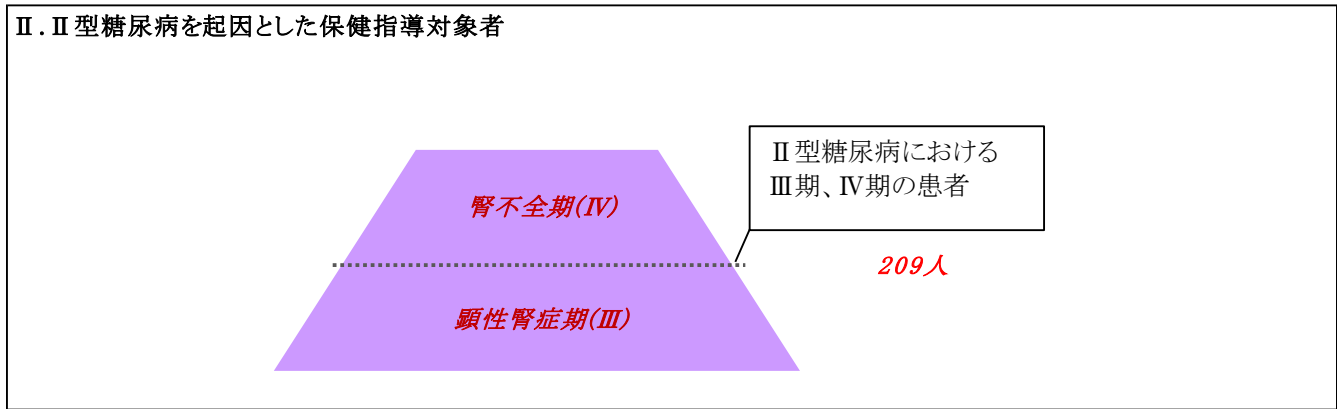 Ⅱ.Ⅱ型糖尿病を起因とした保健指導対象者
Ⅱ型糖尿病における
Ⅲ期、Ⅳ期の患者
腎不全期(Ⅳ)
209人
顕性腎症期(Ⅲ)